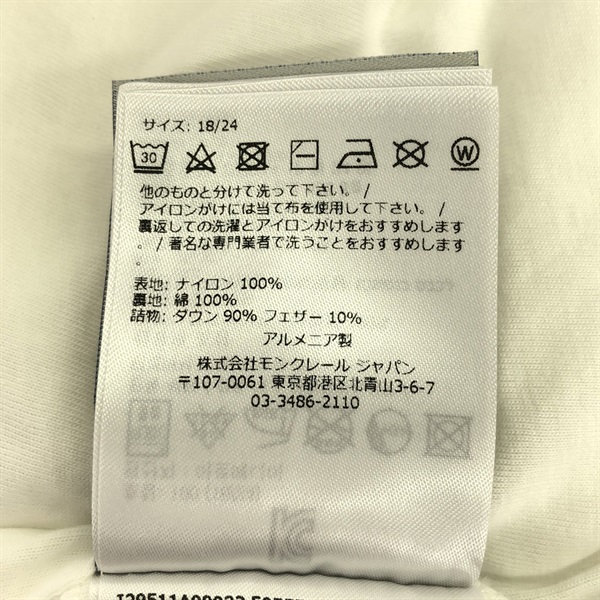 サイズ: 18/24
30
W
他のものと分けて洗って下さい。/
アイロンがけには当て布を使用して下さい。/
裏返しての洗濯とアイロンがけをおすすめします
。/ 著名な専門業者で洗うことをおすすめします
。
表地: ナイロン 100%
裏地: 綿 100%
詰物: ダウン 90% フェザー 10%
アルメニア製
株式会社モンクレール ジャパン
〒107-0061 東京都港区北青山3-6-7
03-3486-2110